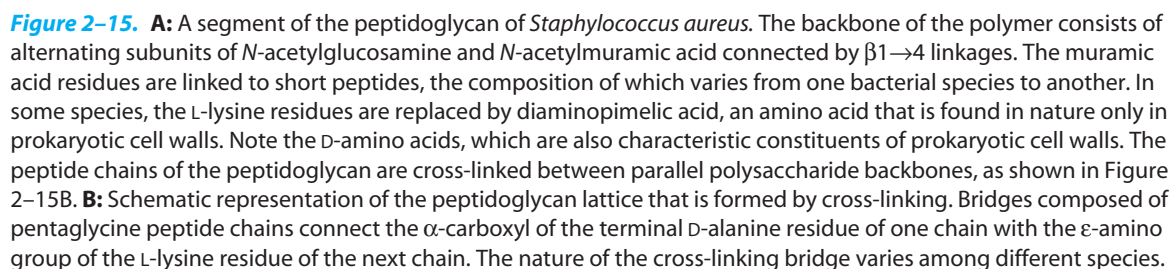 Figure 2–15. A: A segment of the peptidoglycan of Staphylococcus aureus. The backbone of the polymer consists of
alternating subunits of N-acetylglucosamine and N-acetylmuramic acid connected by β1→4 linkages. The muramic
acid residues are linked to short peptides, the composition of which varies from one bacterial species to another. In
some species, the L-lysine residues are replaced by diaminopimelic acid, an amino acid that is found in nature only in
prokaryotic cell walls. Note the D-amino acids, which are also characteristic constituents of prokaryotic cell walls. The
peptide chains of the peptidoglycan are cross-linked between parallel polysaccharide backbones, as shown in Figure
2–15B. B: Schematic representation of the peptidoglycan lattice that is formed by cross-linking. Bridges composed of
pentaglycine peptide chains connect the α-carboxyl of the terminal D-alanine residue of one chain with the ε-amino
group of the L-lysine residue of the next chain. The nature of the cross-linking bridge varies among different species.